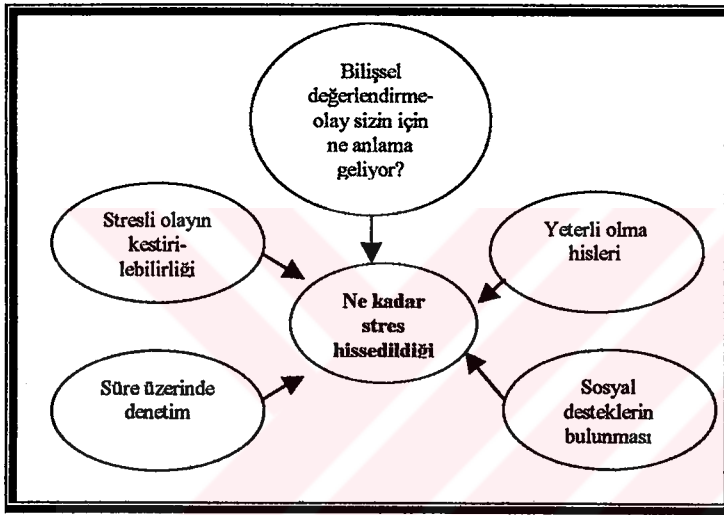 Bilişsel
değerlendirme-
olay sizin için
ne anlama
geliyor?
Stresli olayın
kestiri-
lebilirliği
Yeterli olma
hisleri
Ne kadar
stres
hissedildiği
Süre üzerinde
denetim
Sosyal
desteklerin
bulunması